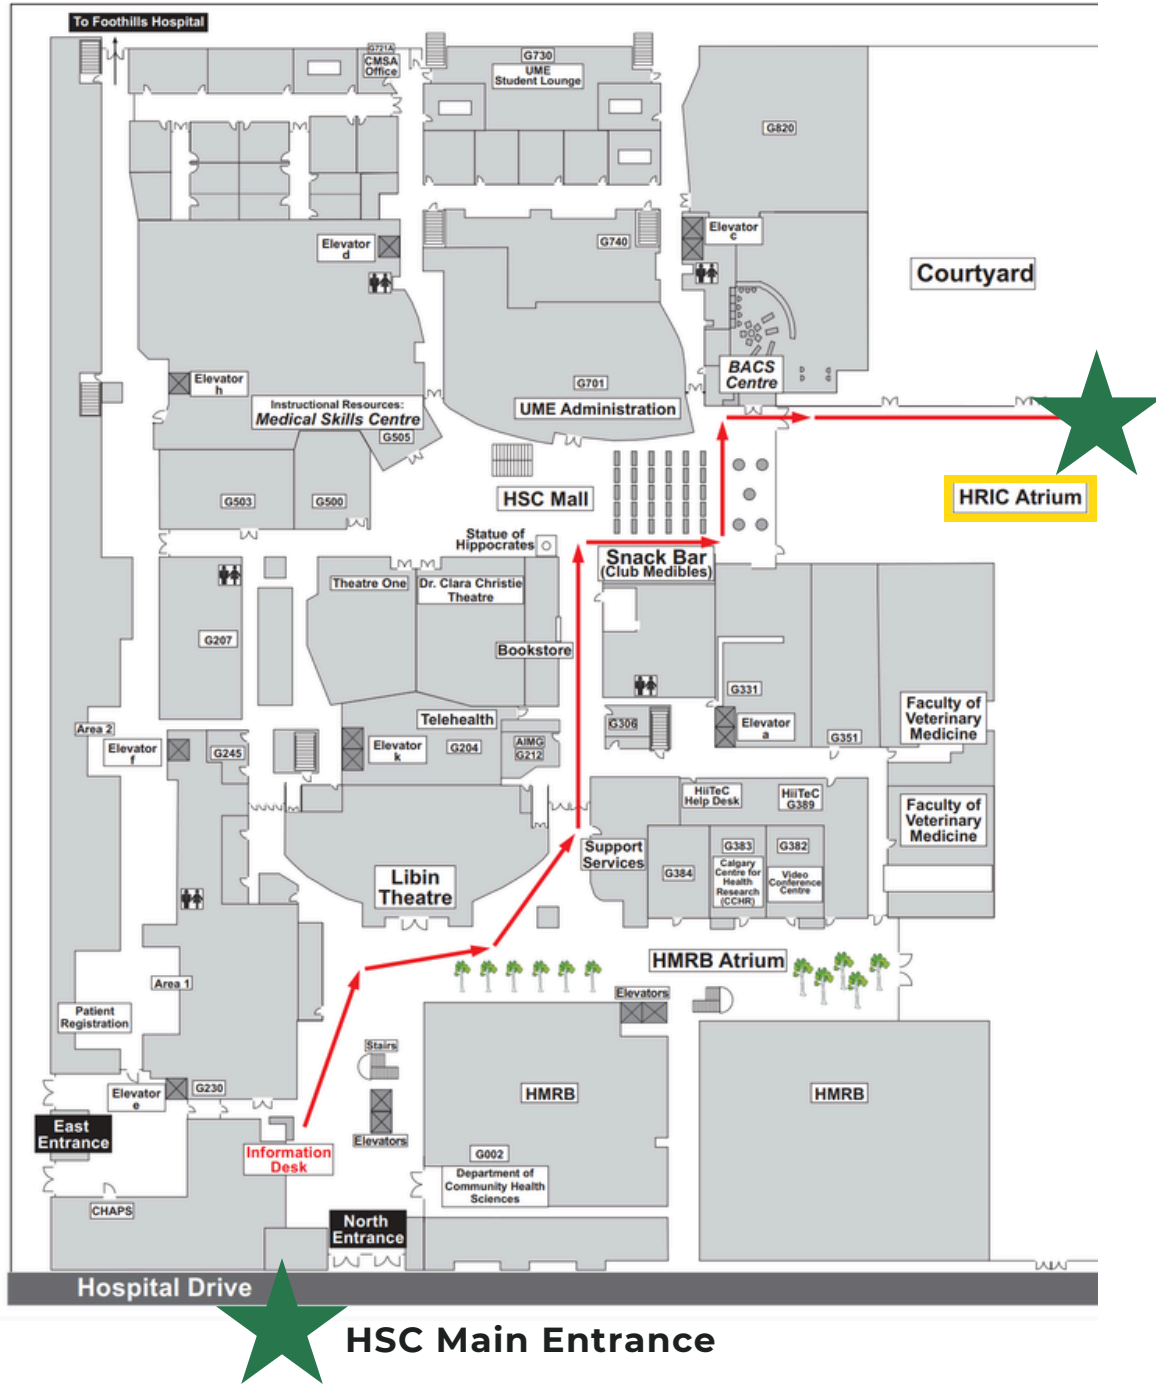 To Foothills Hospital
G721A
CMSA
Office
G730
UME
Student Lounge
G820
Elevator
d
G740
Elevator
c
Courtyard
Elevator
h
Instructional Resources:
Medical Skills Centre
G505
G701
UME Administration
BACS
Centre
G503
G500
HSC Mall
HRIC Atrium
Statue of
Hippocrates
Snack Bar
(Club Medibles)
Theatre One
Dr. Clara Christie
Theatre
G207
Bookstore
G331
Area 2
Elevator
f
G245
Telehealth
G204
Elevator
k
AIMG
G212
G306
Elevator
a
G351
Faculty of
Veterinary
Medicine
HiiTeC
Help Desk
HiiTeC
G389
Faculty of
Veterinary
Medicine
Support
Services
G384
G383
Calgary
Centre for
Health
Research
(CCHR)
G382
Video
Conference
Centre
Libin
Theatre
HMRB Atrium
Area 1
Patient
Registration
Elevators
Stairs
Elevator
e
G230
HMRB
HMRB
East
Entrance
Information
Desk
Elevators
G002
Department of
Community Health
Sciences
CHAPS
North
Entrance
Hospital Drive
HSC Main Entrance